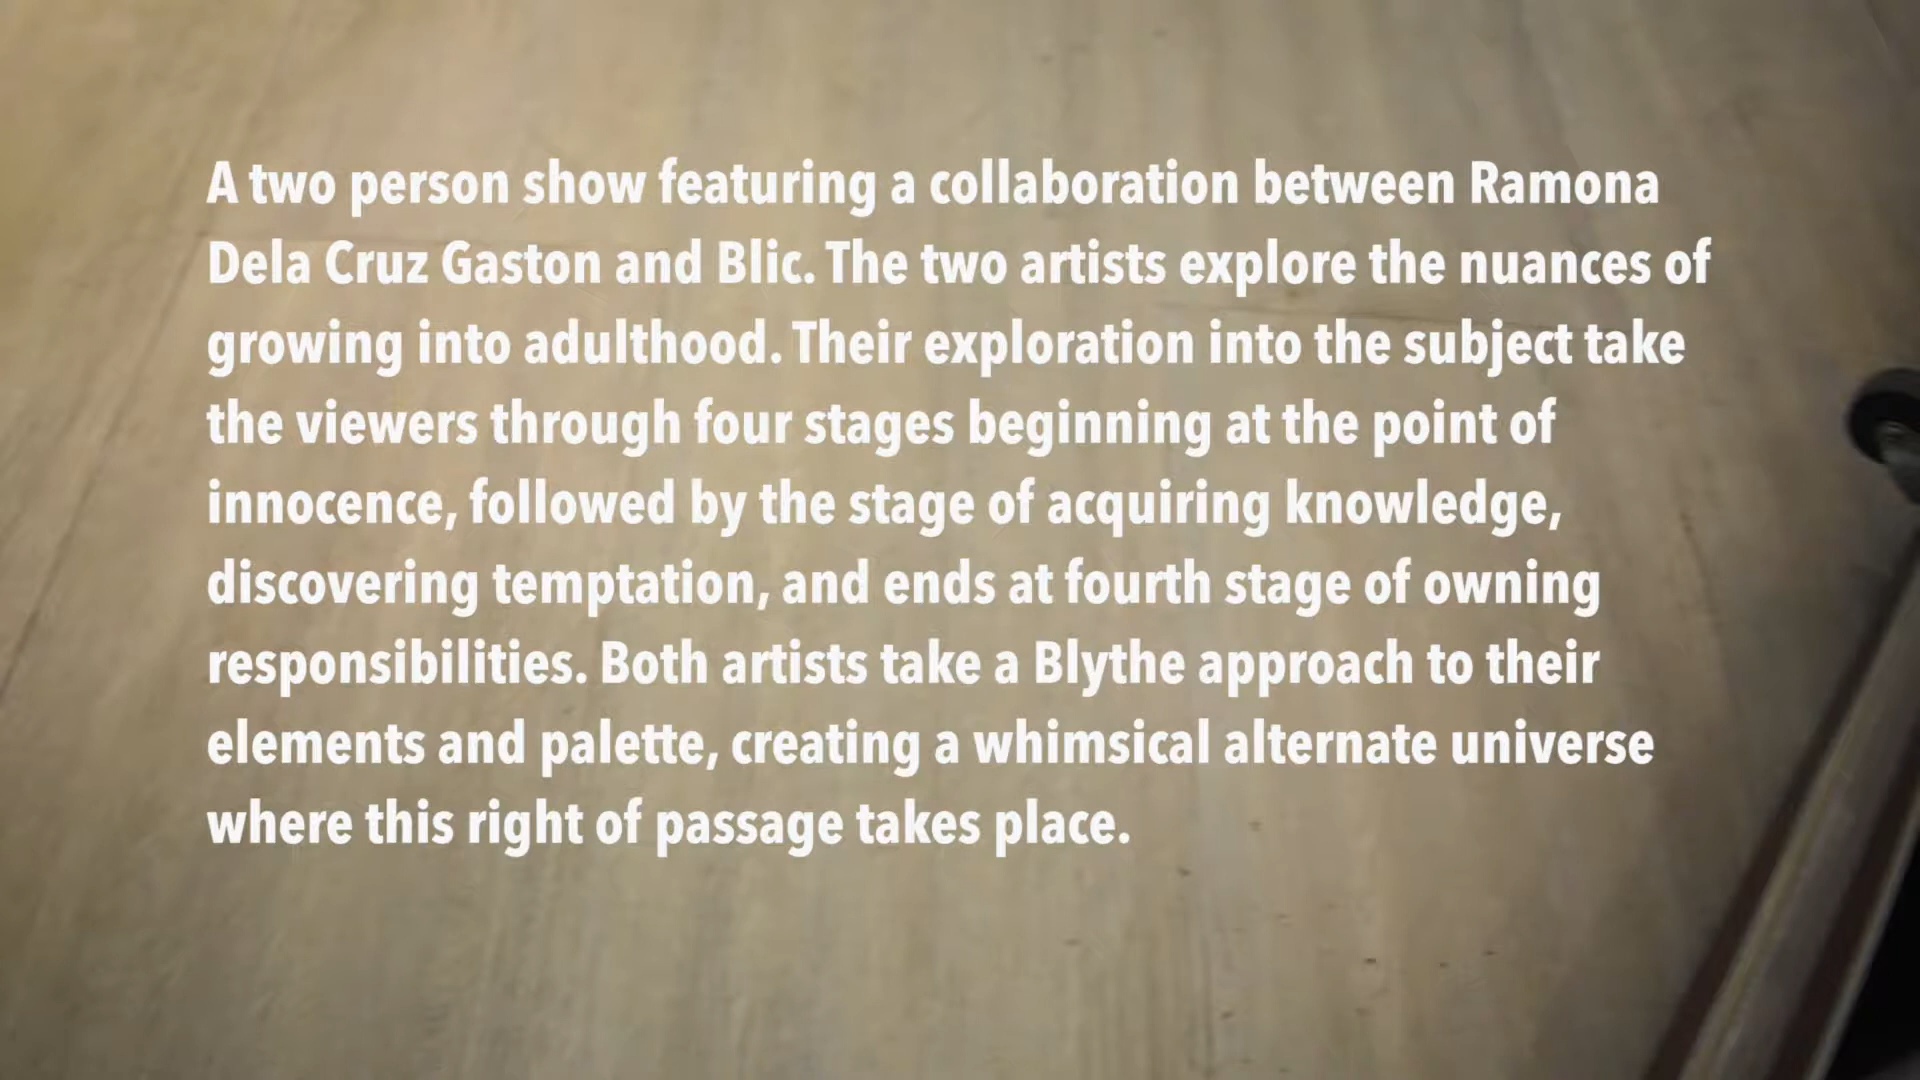 A two person show featuring a collaboration between Ramona
Dela Cruz Gaston and Blic. The two artists explore the nuances of
growing into adulthood. Their exploration into the subject take
the viewers through four stages beginning at the point of
innocence, followed by the stage of acquiring knowledge,
discovering temptation, and ends at fourth stage of owning
responsibilities. Both artists take a Blythe approach to their
elements and palette, creating a whimsical alternate universe
where this right of passage takes place.